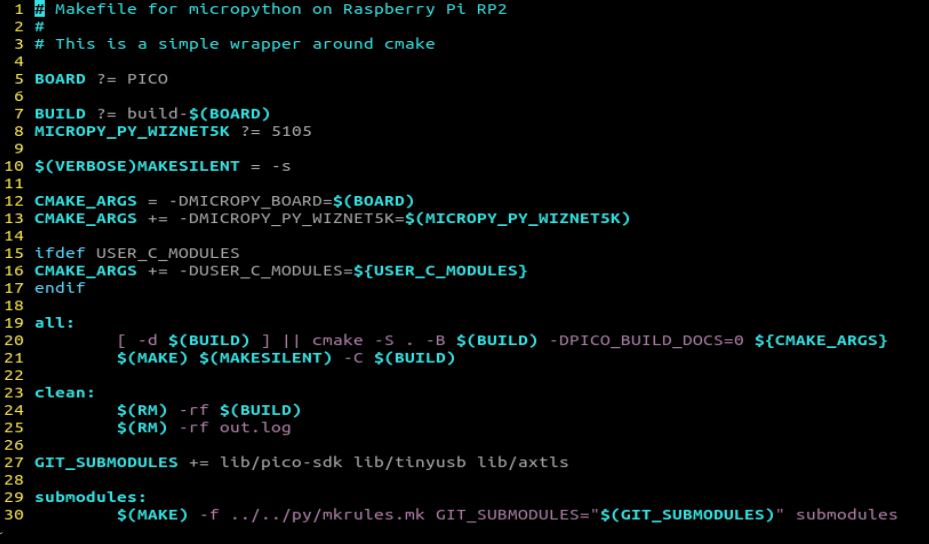 1 # Makefile for micropython on Raspberry Pi RP2
2 #
3 # This is a simple wrapper around cmake
4
5 BOARD ?= PICO
6
7 BUILD ?= build-$(BOARD)
8 MICROPY_PY_WIZNET5K ?= 5105
9
10 $(VERBOSE)MAKESILENT = -s
11
12 CMAKE_ARGS = -DMICROPY_BOARD=$(BOARD)
13 CMAKE_ARGS += -DMICROPY_PY_WIZNET5K=$(MICROPY_PY_WIZNET5K)
14
15 ifdef USER_C_MODULES
16 CMAKE_ARGS += -DUSER_C_MODULES=${USER_C_MODULES}
17 endif
18
19 all:
20         [ -d $(BUILD) ] || cmake -S . -B $(BUILD) -DPICO_BUILD_DOCS=0 ${CMAKE_ARGS}
21         $(MAKE) $(MAKESILENT) -C $(BUILD)
22
23 clean:
24         $(RM) -rf $(BUILD)
25         $(RM) -rf out.log
26
27 GIT_SUBMODULES += lib/pico-sdk lib/tinyusb lib/axtls
28
29 submodules:
30         $(MAKE) -f ../../py/mkrules.mk GIT_SUBMODULES="$(GIT_SUBMODULES)" submodules